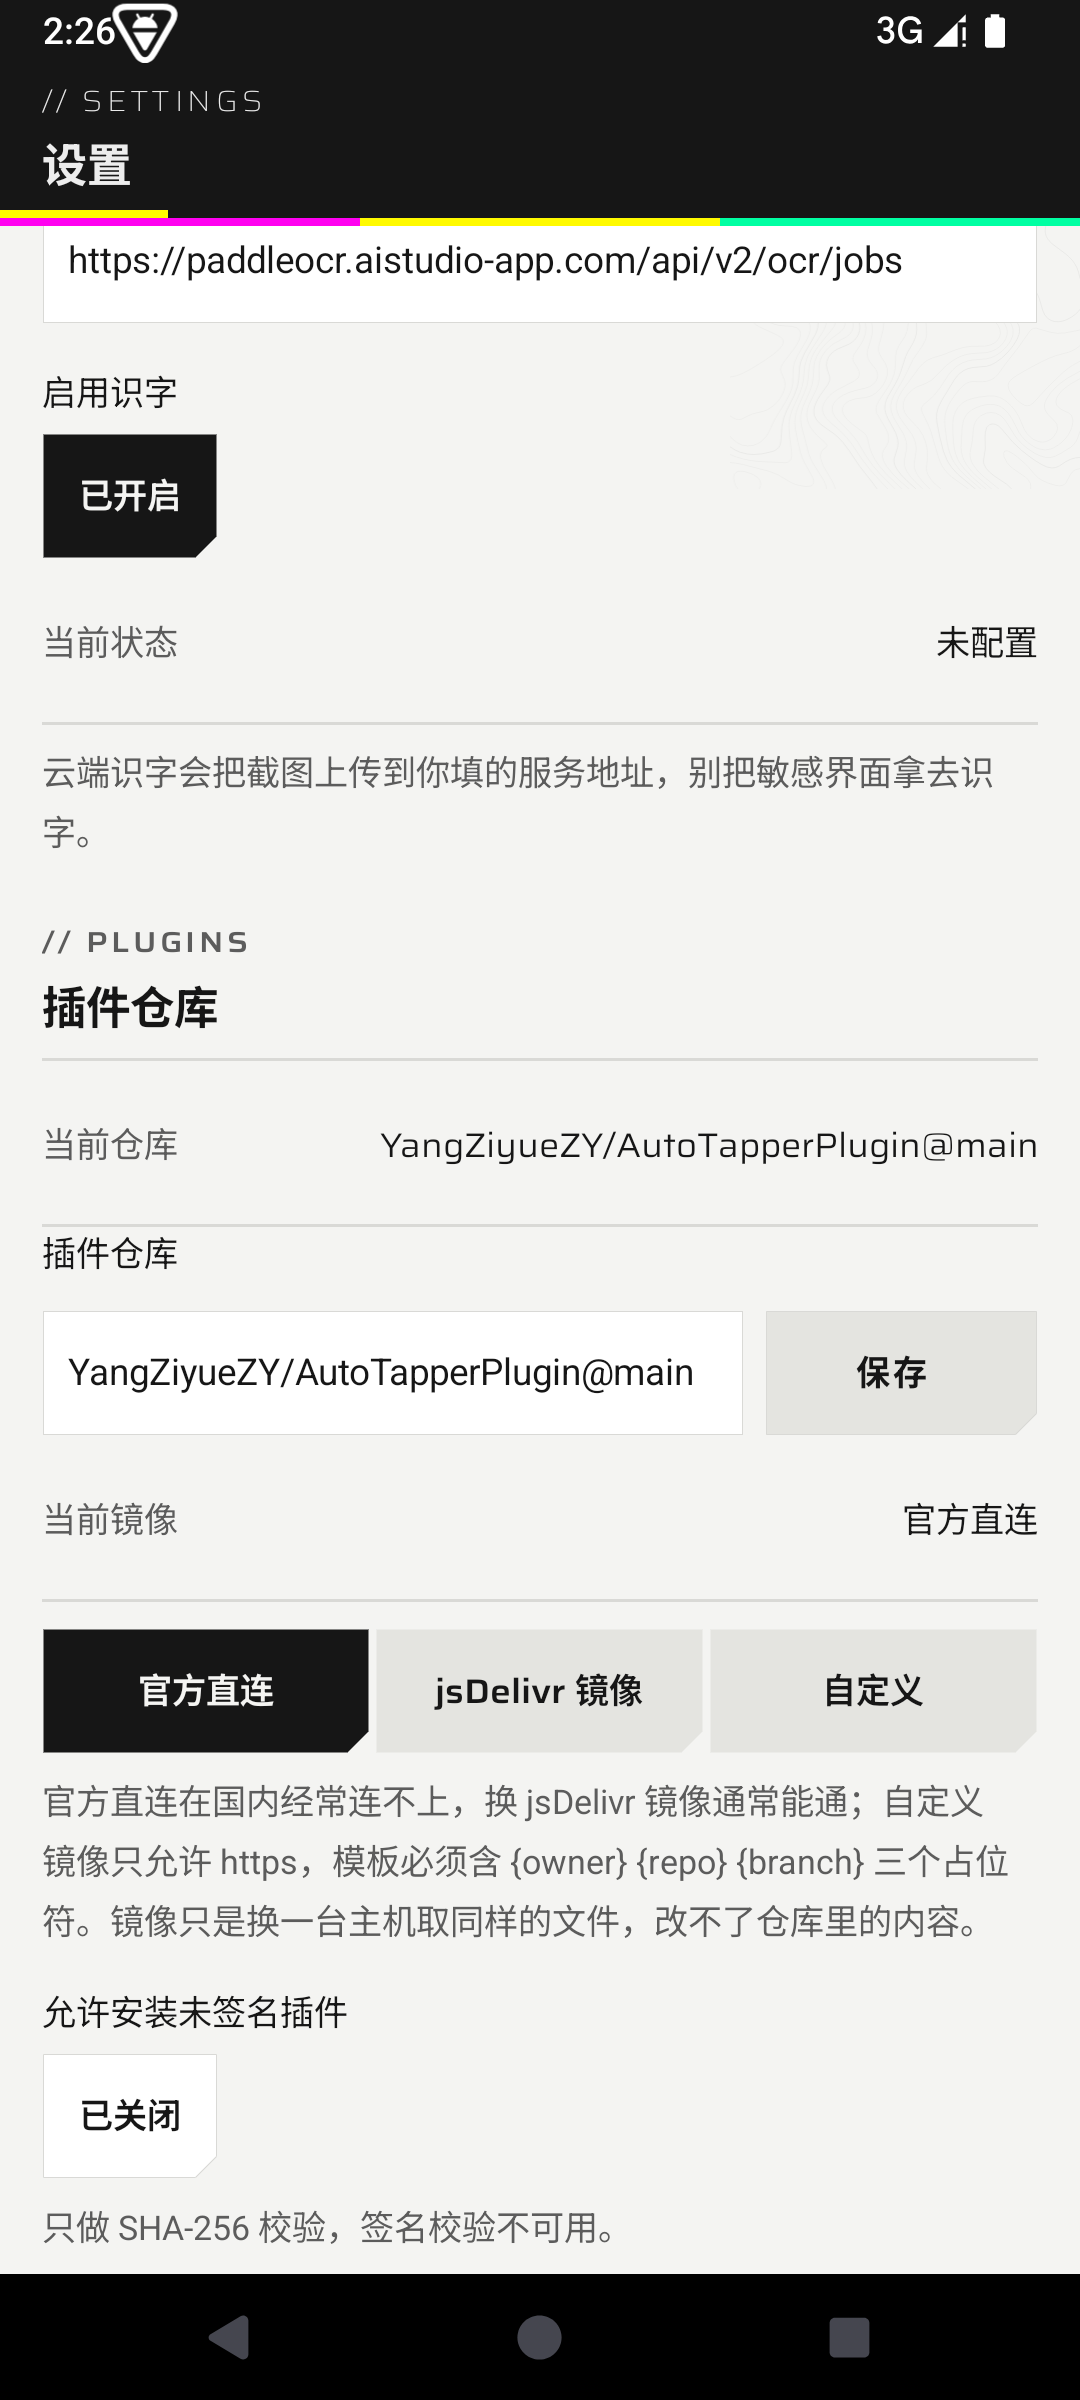 2:26
3G
// SETTINGS
设置
https://paddleocr.aistudio-app.com/api/v2/ocr/jobs
启用识字
已开启
当前状态
未配置
云端识字会把截图上传到你填的服务地址，别把敏感界面拿去识
字。
// PLUGINS
插件仓库
当前仓库
YangZiyueZY/AutoTapperPlugin@main
插件仓库
YangZiyueZY/AutoTapperPlugin@main
保存
当前镜像
官方直连
官方直连
jsDelivr 镜像
自定义
官方直连在国内经常连不上，换 jsDelivr 镜像通常能通；自定义
镜像只允许 https，模板必须含 {owner} {repo} {branch} 三个占位
符。镜像只是换一台主机取同样的文件，改不了仓库里的内容。
允许安装未签名插件
已关闭
只做 SHA-256 校验，签名校验不可用。